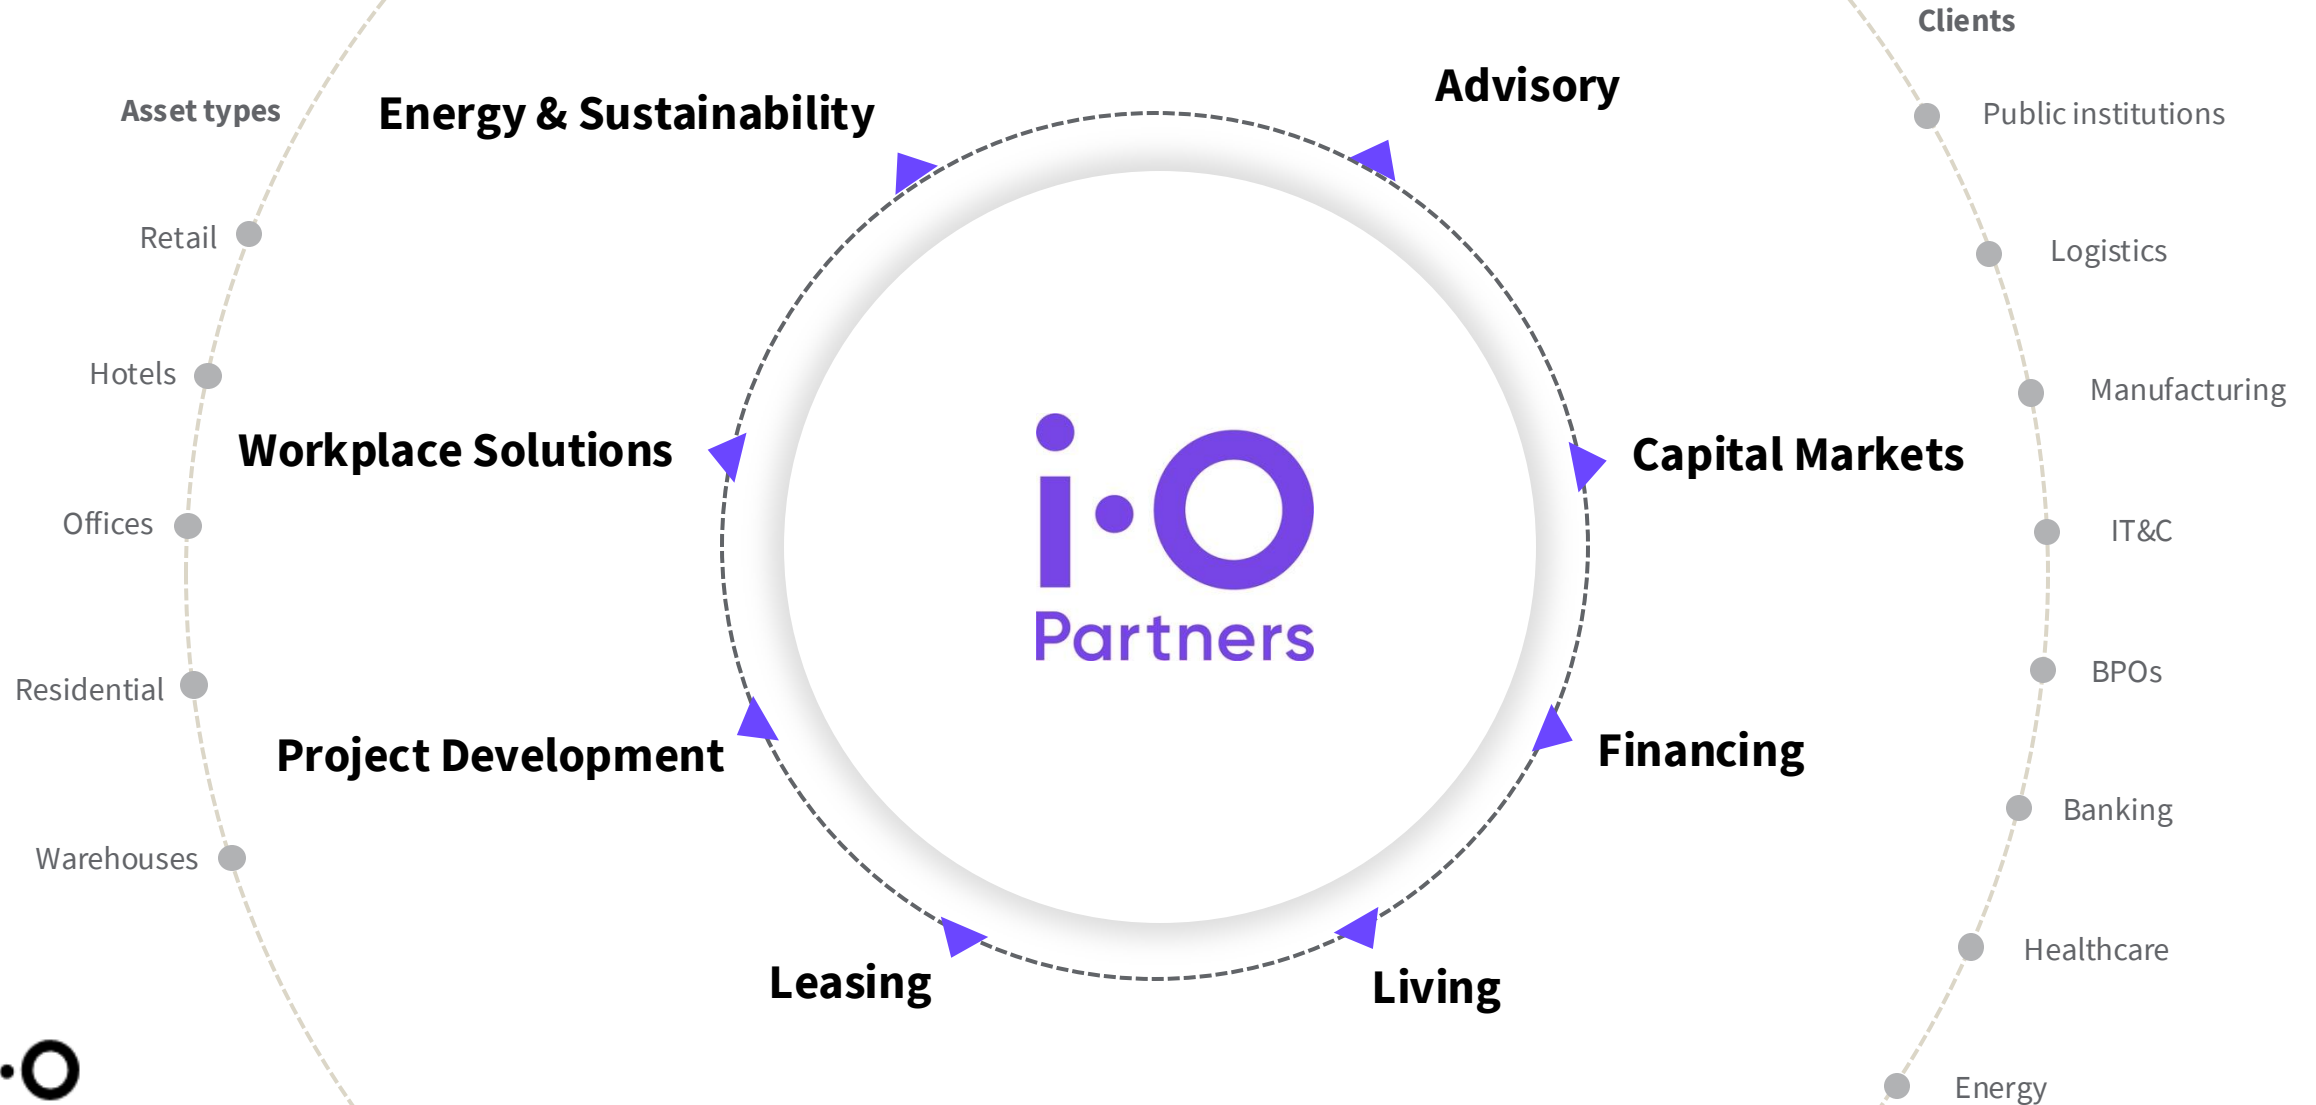 Clients
Advisory
Asset types
Energy & Sustainability
Public institutions
Retail
Logistics
Hotels
Manufacturing
Workplace Solutions
Capital Markets
i·O
Partners
Offices
IT&C
Residential
BPOs
Project Development
Financing
Banking
Warehouses
Healthcare
Leasing
Living
·O
Energy